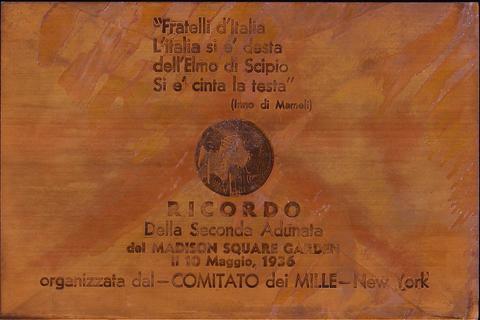 "Fratelli d'Italia
L'Italia si e' desta
dell'Elmo di Scipio
Si e' cinta la testa"
(Inno di Mameli)
RICORDO
Della Seconda Adunata
del MADISON SQUARE GARDEN
il 10 Maggio, 1936
organizzata dal-COMITATO dei MILLE-New York